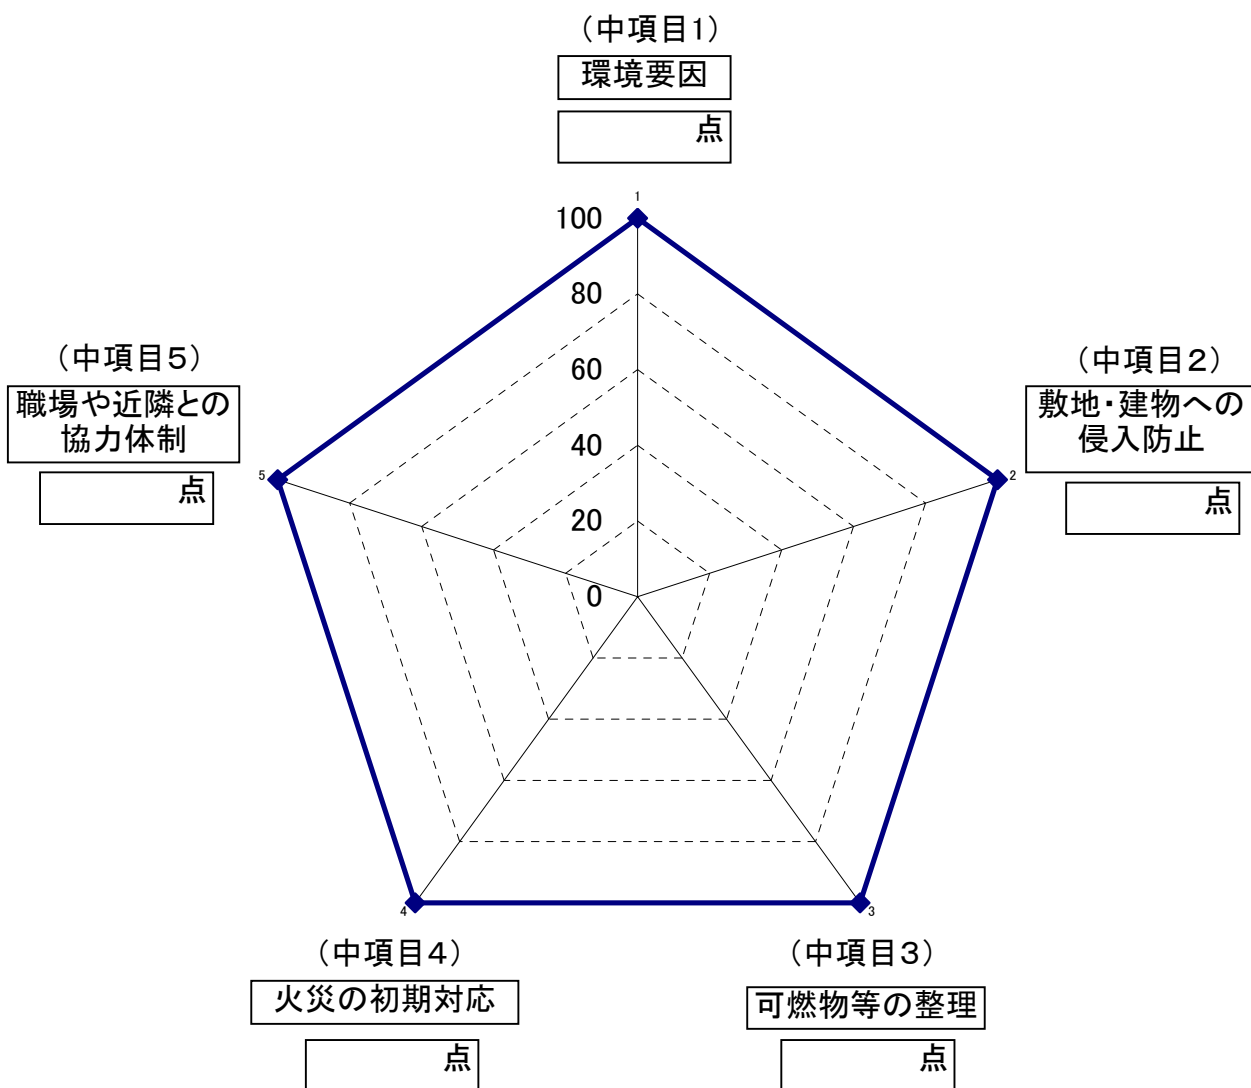 （中項目1）
環境要因
点
1
100
80
60
40
20
0
（中項目2）
敷地・建物への
侵入防止
2
点
（中項目5）
職場や近隣との
協力体制
5
点
4
3
（中項目4）
火災の初期対応
点
（中項目3）
可燃物等の整理
点